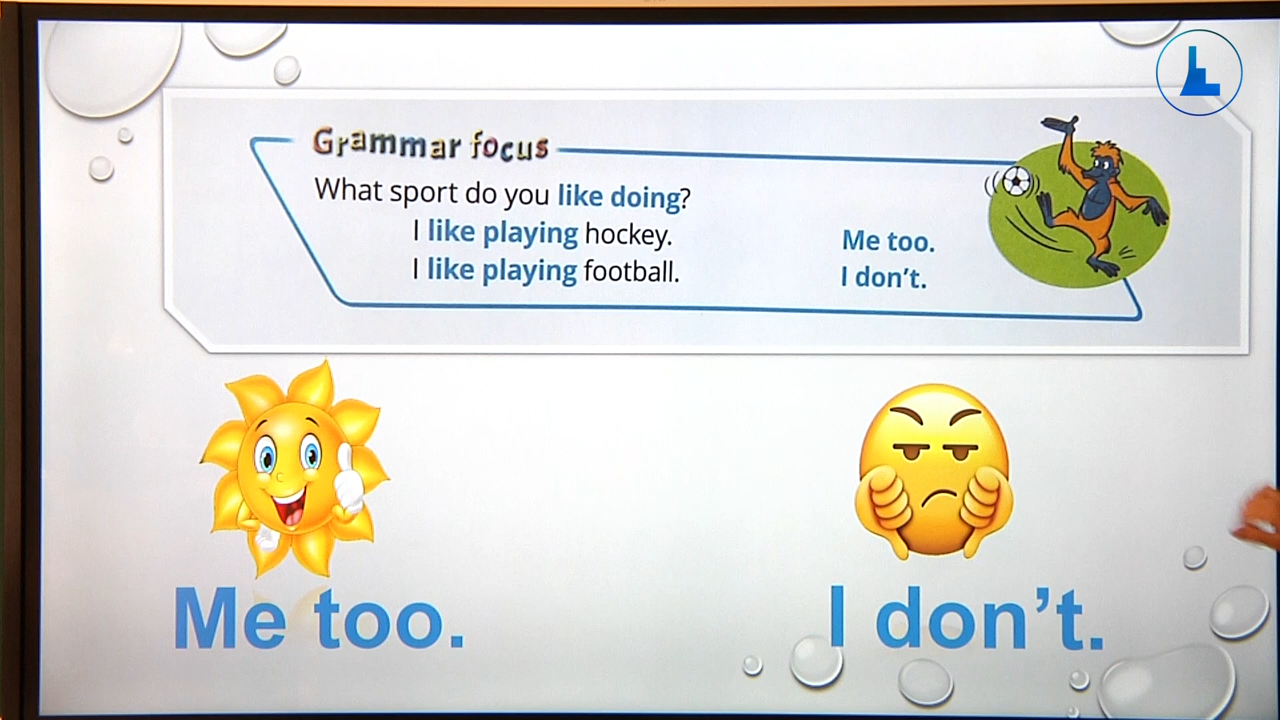 Grammar focus
What sport do you like doing?
I like playing hockey.
I like playing football.
Me too.
I don't.
Me too.
I don't.